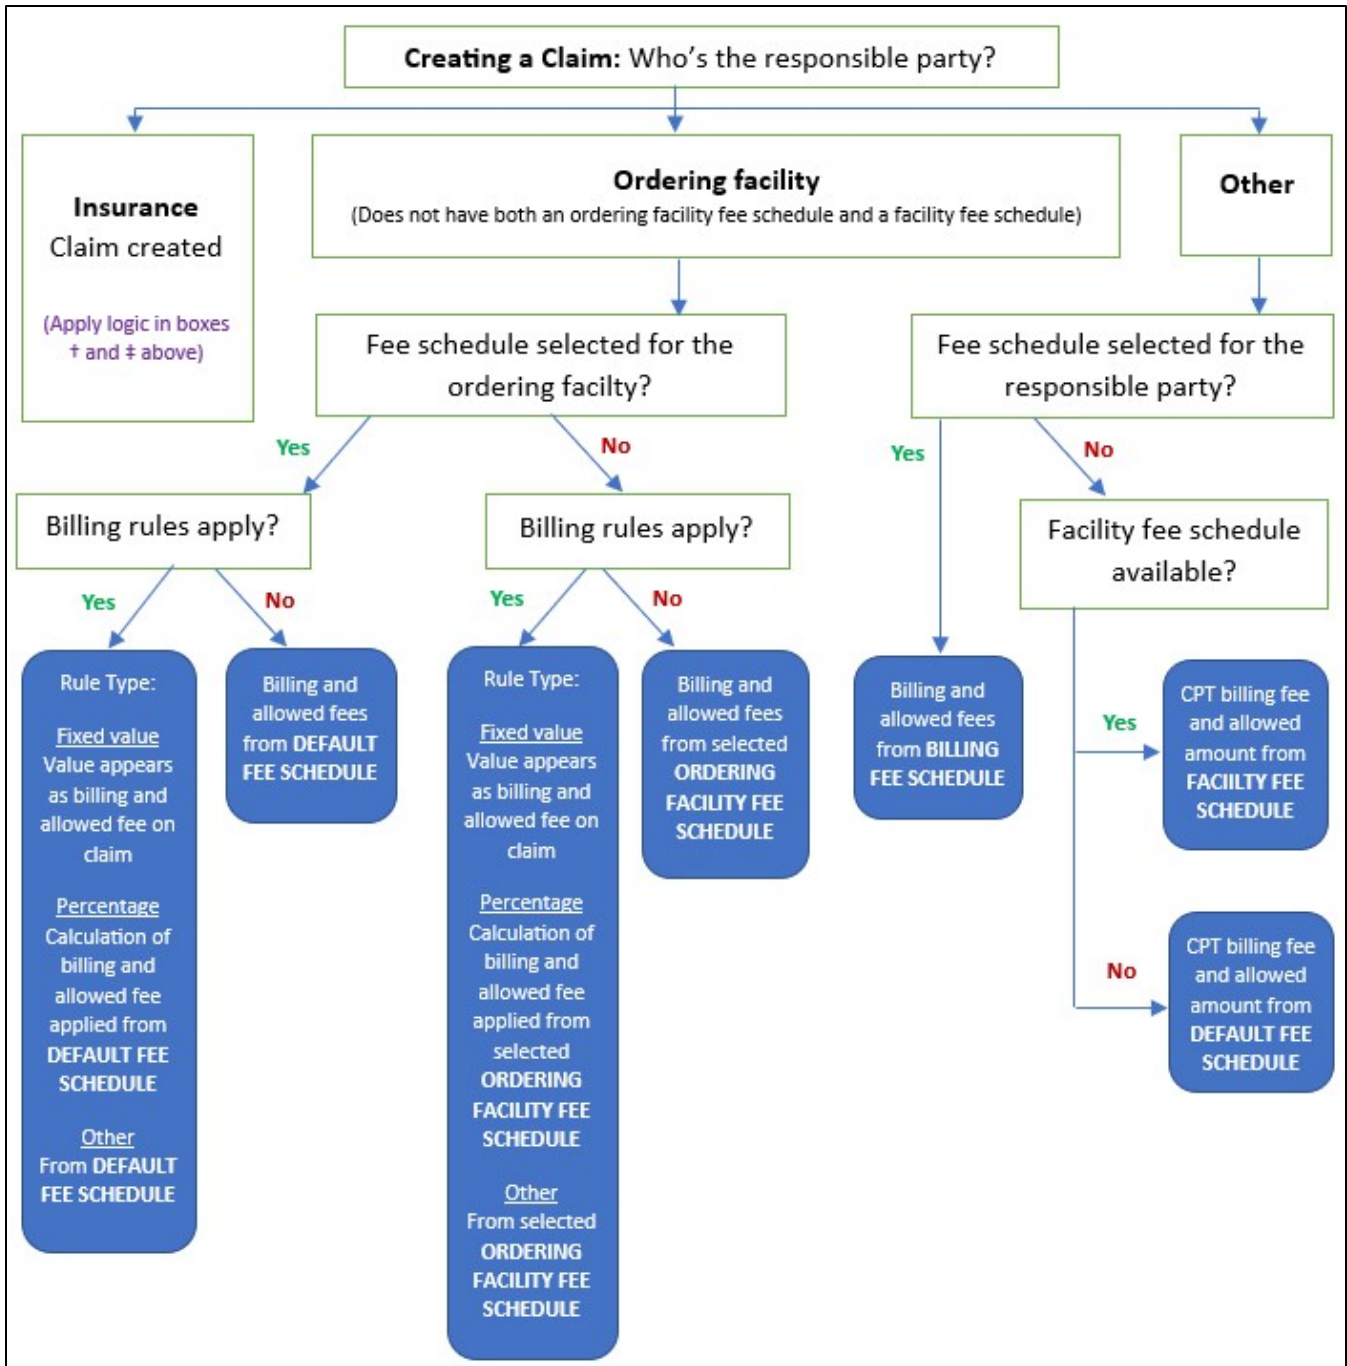 Creating a Claim: Who's the responsible party?
Insurance
Claim created
(Apply logic in boxes
† and ‡ above)
Ordering facility
(Does not have both an ordering facility fee schedule and a facility fee schedule)
Other
Fee schedule selected for the
ordering facilty?
Fee schedule selected for the
responsible party?
Yes
No
Yes
No
Billing rules apply?
Billing rules apply?
Facility fee schedule
available?
Yes
No
Yes
No
Rule Type:
Fixed value
Value appears
as billing and
allowed fee on
claim
Percentage
Calculation of
billing and
allowed fee
applied from
DEFAULT FEE
SCHEDULE
Other
From DEFAULT
FEE SCHEDULE
Billing and
allowed fees
from DEFAULT
FEE SCHEDULE
Rule Type:
Fixed value
Value appears
as billing and
allowed fee on
claim
Percentage
Calculation of
billing and
allowed fee
applied from
selected
ORDERING
FACILITY FEE
SCHEDULE
Other
From selected
ORDERING
FACILITY FEE
SCHEDULE
Billing and
allowed fees
from selected
ORDERING
FACILITY FEE
SCHEDULE
Billing and
allowed fees
from BILLING
FEE SCHEDULE
Yes
CPT billing fee
and allowed
amount from
FACIILTY FEE
SCHEDULE
No
CPT billing fee
and allowed
amount from
DEFAULT FEE
SCHEDULE